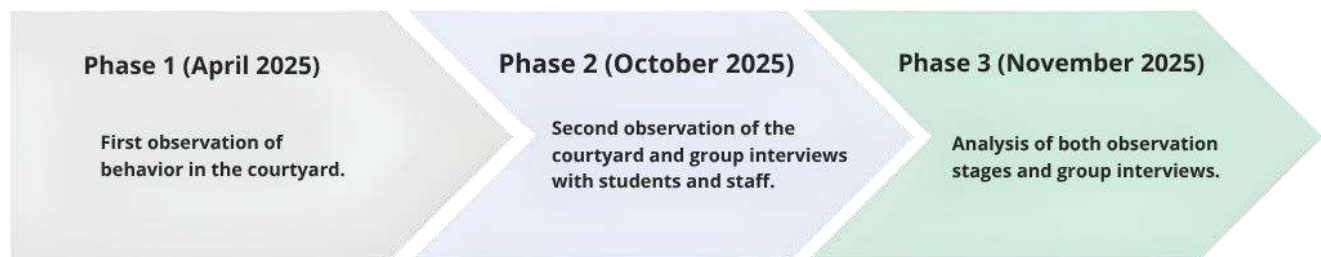 Phase 1 (April 2025)
First observation of
behavior in the courtyard.
Phase 2 (October 2025)
Second observation of the
courtyard and group interviews
with students and staff.
Phase 3 (November 2025)
Analysis of both observation
stages and group interviews.